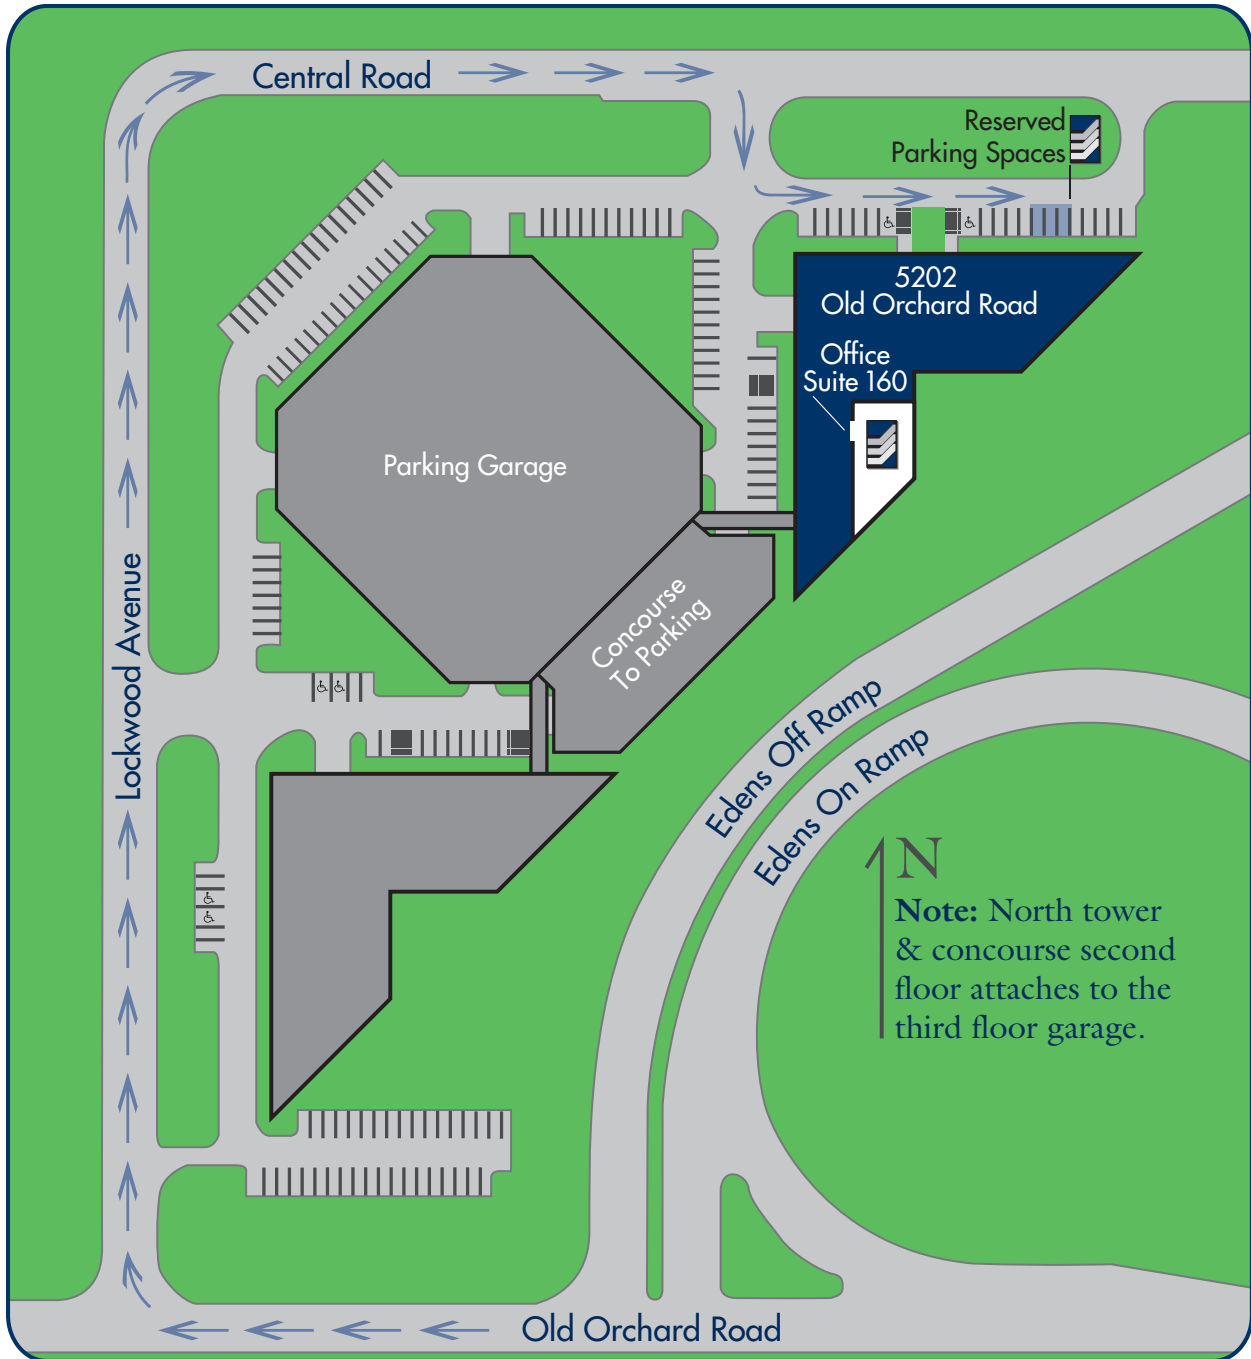 Central Road
Reserved
Parking Spaces
5202
Old Orchard Road
Office
Suite 160
Parking Garage
Concourse
To Parking
Lockwood Avenue
Edens Off Ramp
Edens On Ramp
N
Note: North tower
& concourse second
floor attaches to the
third floor garage.
Old Orchard Road